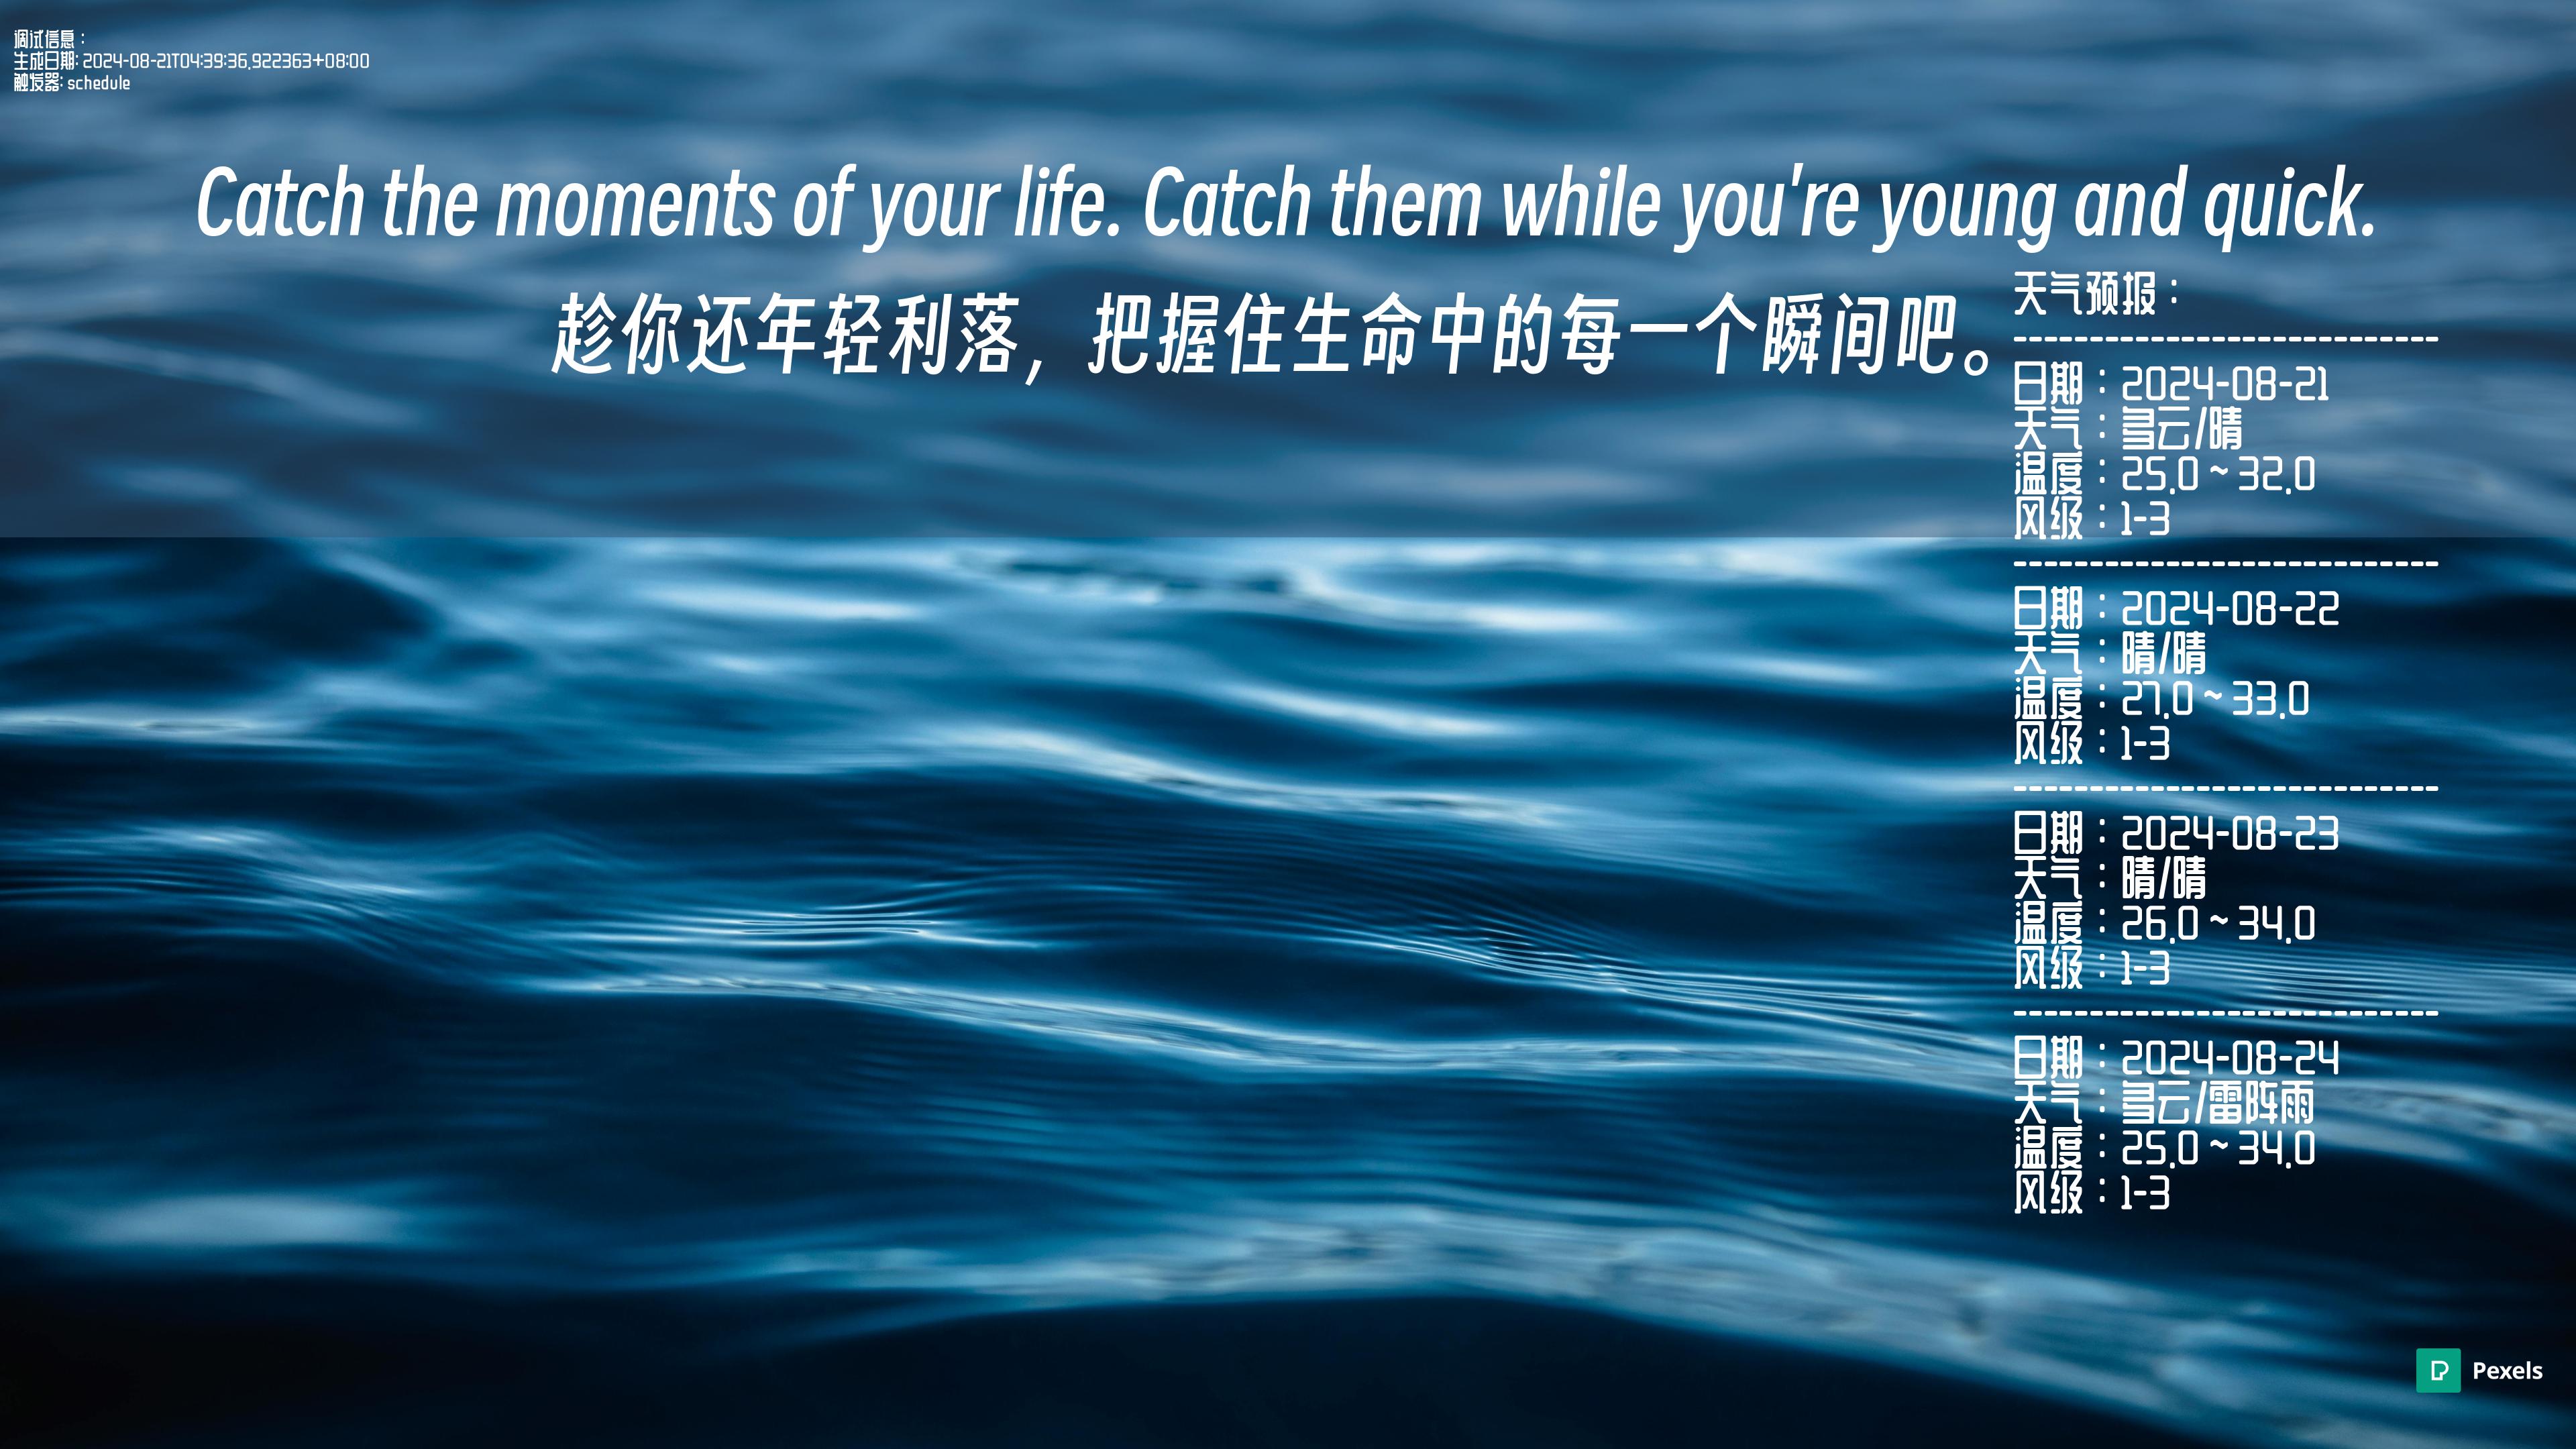 调试信息：
生成日期: 2024-08-21T04:39:36.922363+08:00
触发器: schedule
Catch the moments of your life. Catch them while you're young and quick.
趁你还年轻利落，把握住生命中的每一个瞬间吧。
天气预报：
----------------------------
日期：2024-08-21
天气：多云/晴
温度：25.0 ~ 32.0
风级：1-3
----------------------------
日期：2024-08-22
天气：晴/晴
温度：27.0 ~ 33.0
风级：1-3
----------------------------
日期：2024-08-23
天气：晴/晴
温度：26.0 ~ 34.0
风级：1-3
----------------------------
日期：2024-08-24
天气：多云/雷阵雨
温度：25.0 ~ 34.0
风级：1-3
Pexels